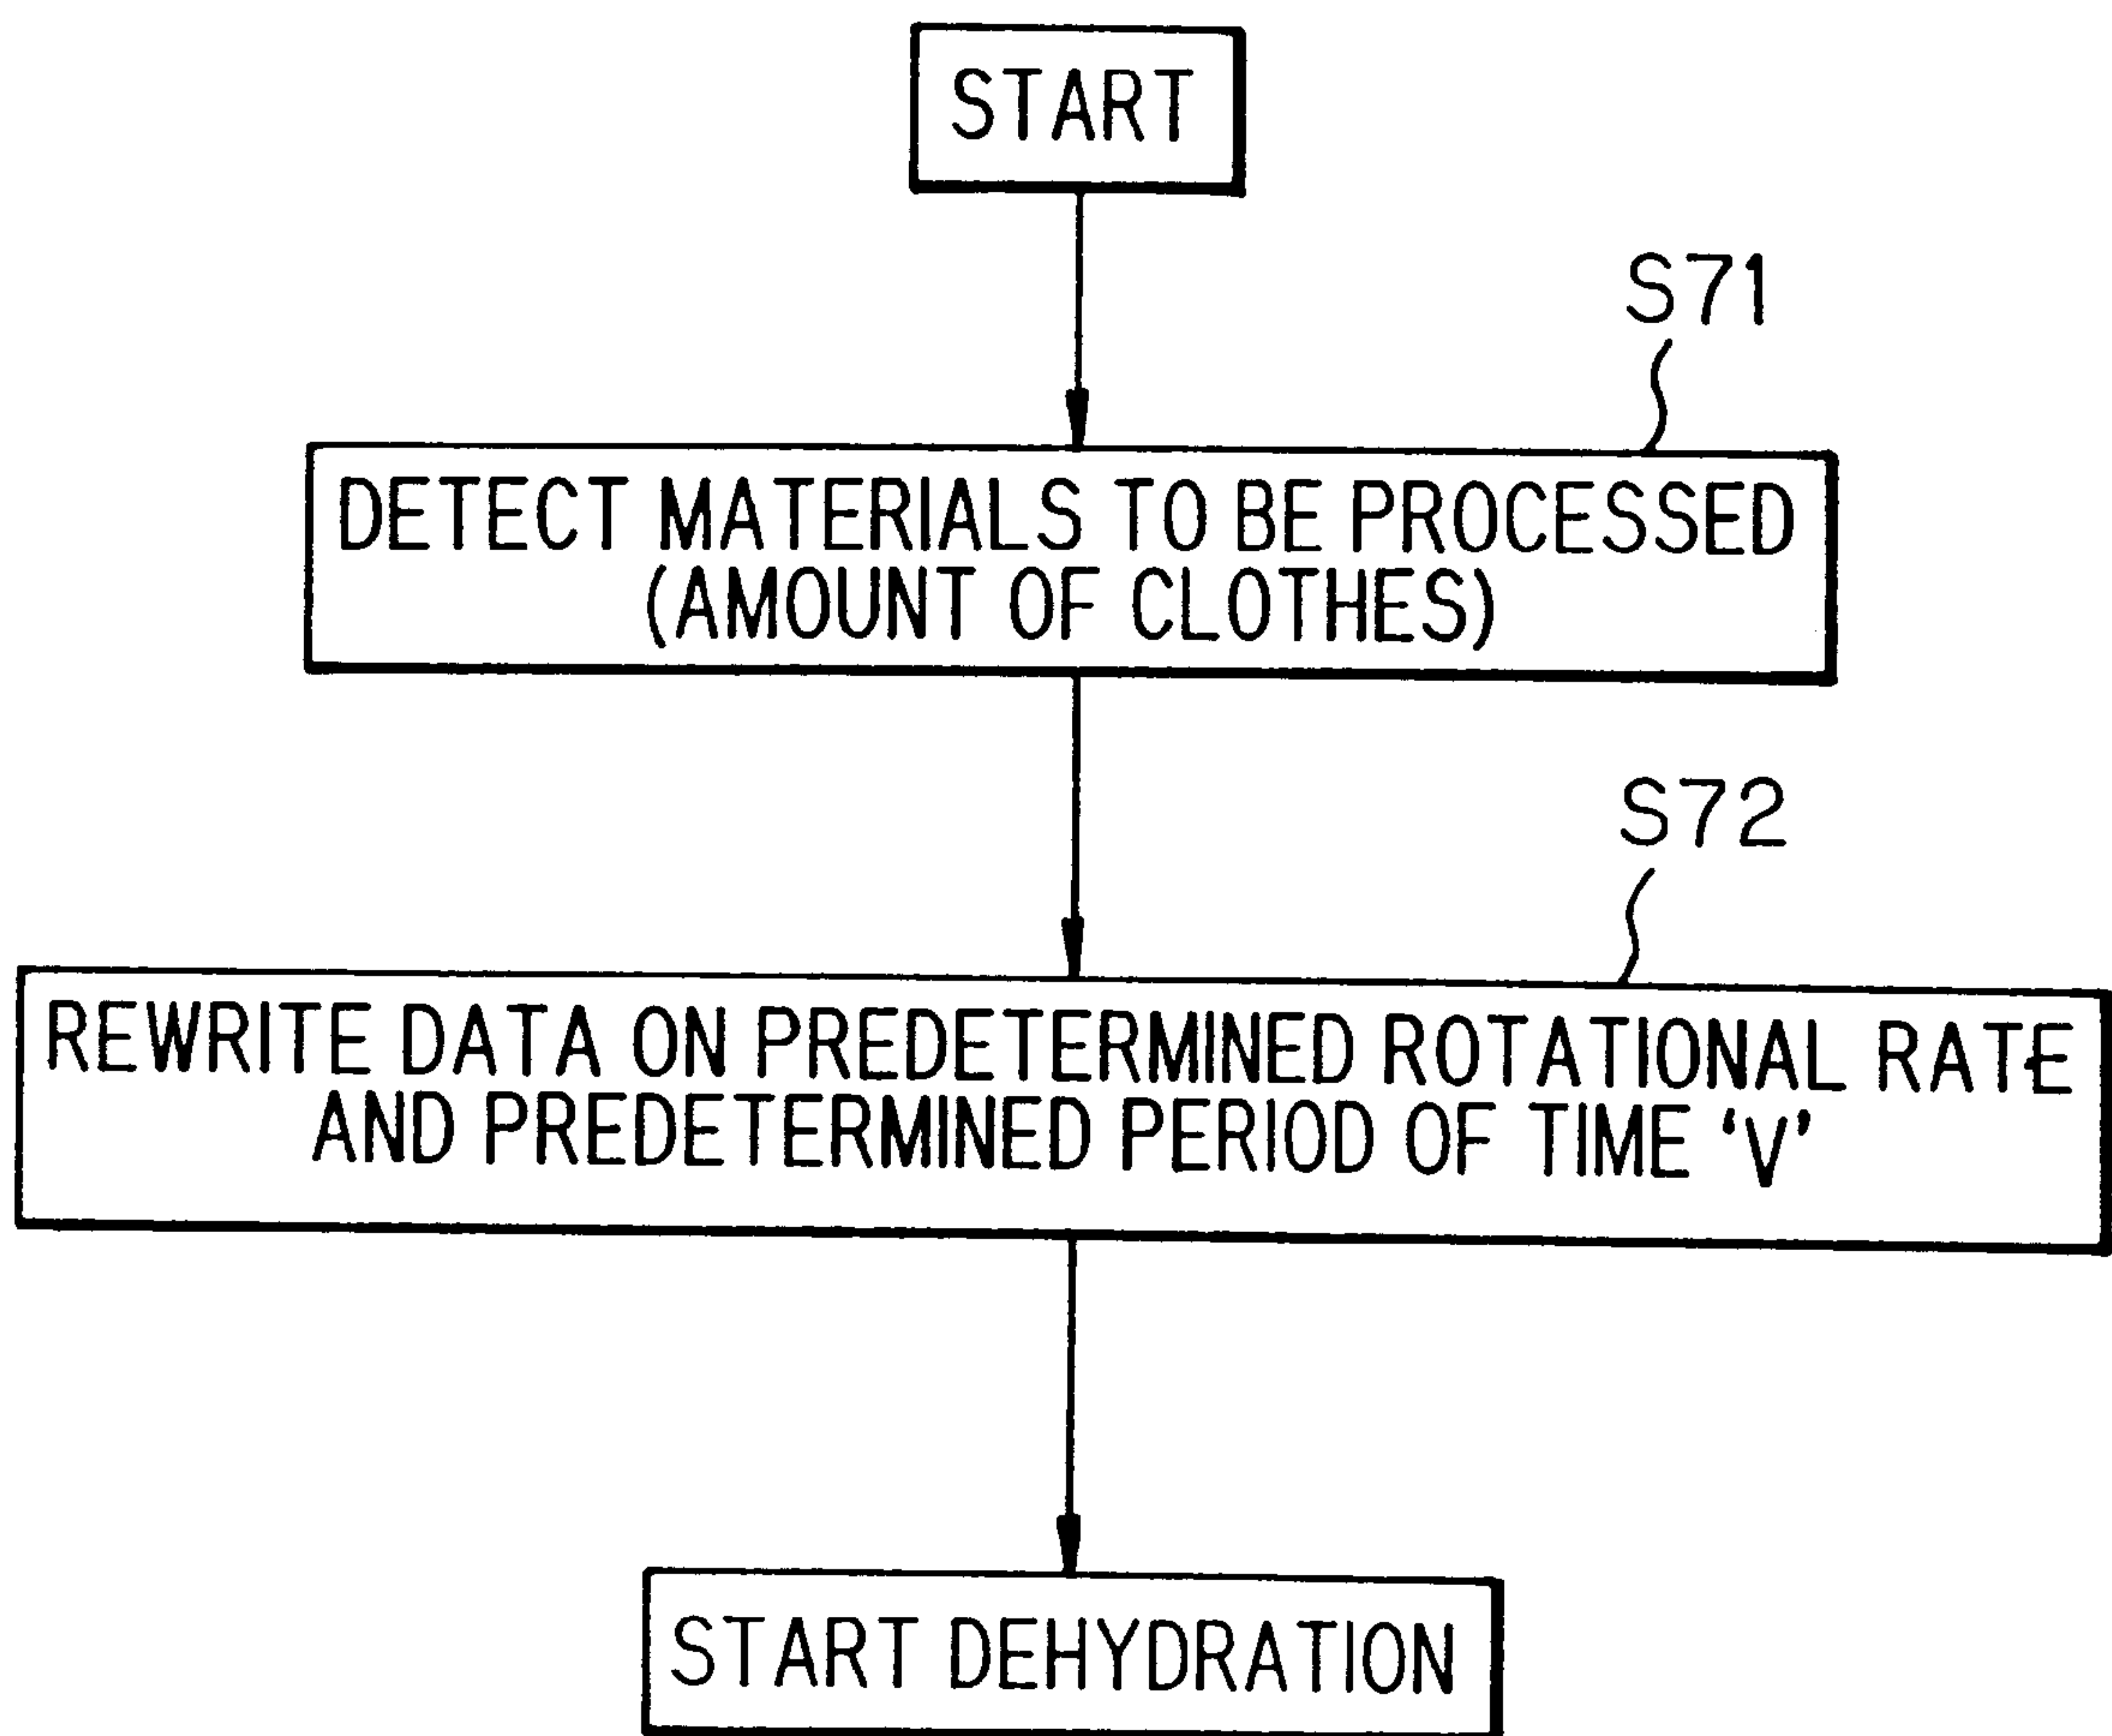 START
S71
DETECT MATERIALS TO BE PROCESSED
(AMOUNT OF CLOTHES)
S72
REWRITE DATA ON PREDETERMINED ROTATIONAL RATE
AND PREDETERMINED PERIOD OF TIME 'V'
START DEHYDRATION